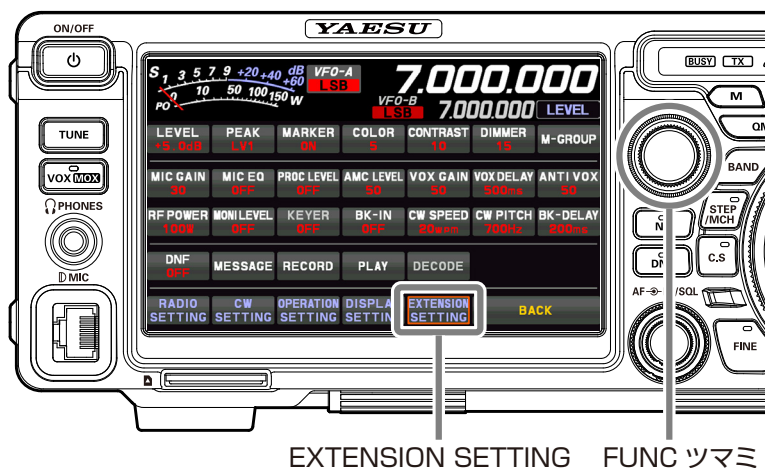 ON/OFF
YAESU
S 1 3 5 7 9 +20 +40 +60 dB
PO 0 10 50 100 150 W
VFO-A
LSB
7.000.000
VFO-B
LSB
7.000.000
LEVEL
BUSY TX
M
TUNE
LEVEL PEAK MARKER COLOR CONTRAST DIMMER M-GROUP
+5.0dB LV1 ON 5 10 15
VOX MOX
MIC GAIN MIC EQ PROC LEVEL AMC LEVEL VOX GAIN VOX DELAY ANTI VOX
30 OFF OFF 50 50 500ms 50
BAND
PHONES
RF POWER MONI LEVEL KEYER BK-IN CW SPEED CW PITCH BK-DELAY
100W OFF OFF OFF 20WPM 700Hz 200ms
STEP
/MCH
DNF MESSAGE RECORD PLAY DECODE
OFF
C.S
MIC
AF /SQL
RADIO SETTING
CW SETTING
OPERATION SETTING
EXTENSION SETTING
BACK
FINE
EXTENSION SETTING
FUNC ツマミ